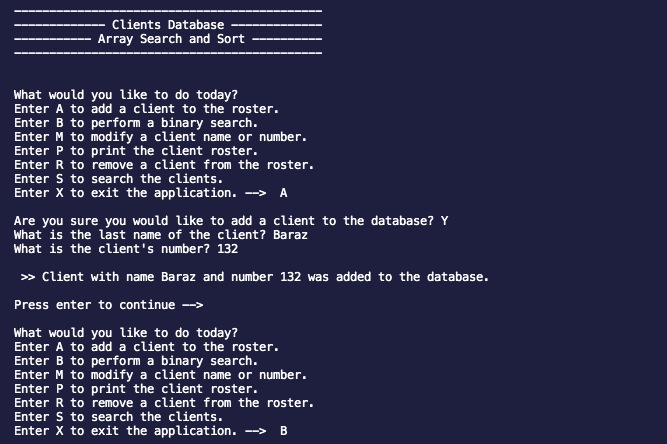 --------------------------------------------
------------- Clients Database -------------
----------- Array Search and Sort ----------
--------------------------------------------
What would you like to do today?
Enter A to add a client to the roster.
Enter B to perform a binary search.
Enter M to modify a client name or number.
Enter P to print the client roster.
Enter R to remove a client from the roster.
Enter S to search the clients.
Enter X to exit the application. -->  A
Are you sure you would like to add a client to the database? Y
What is the last name of the client? Baraz
What is the client's number? 132
 >> Client with name Baraz and number 132 was added to the database.
Press enter to continue -->
What would you like to do today?
Enter A to add a client to the roster.
Enter B to perform a binary search.
Enter M to modify a client name or number.
Enter P to print the client roster.
Enter R to remove a client from the roster.
Enter S to search the clients.
Enter X to exit the application. -->  B